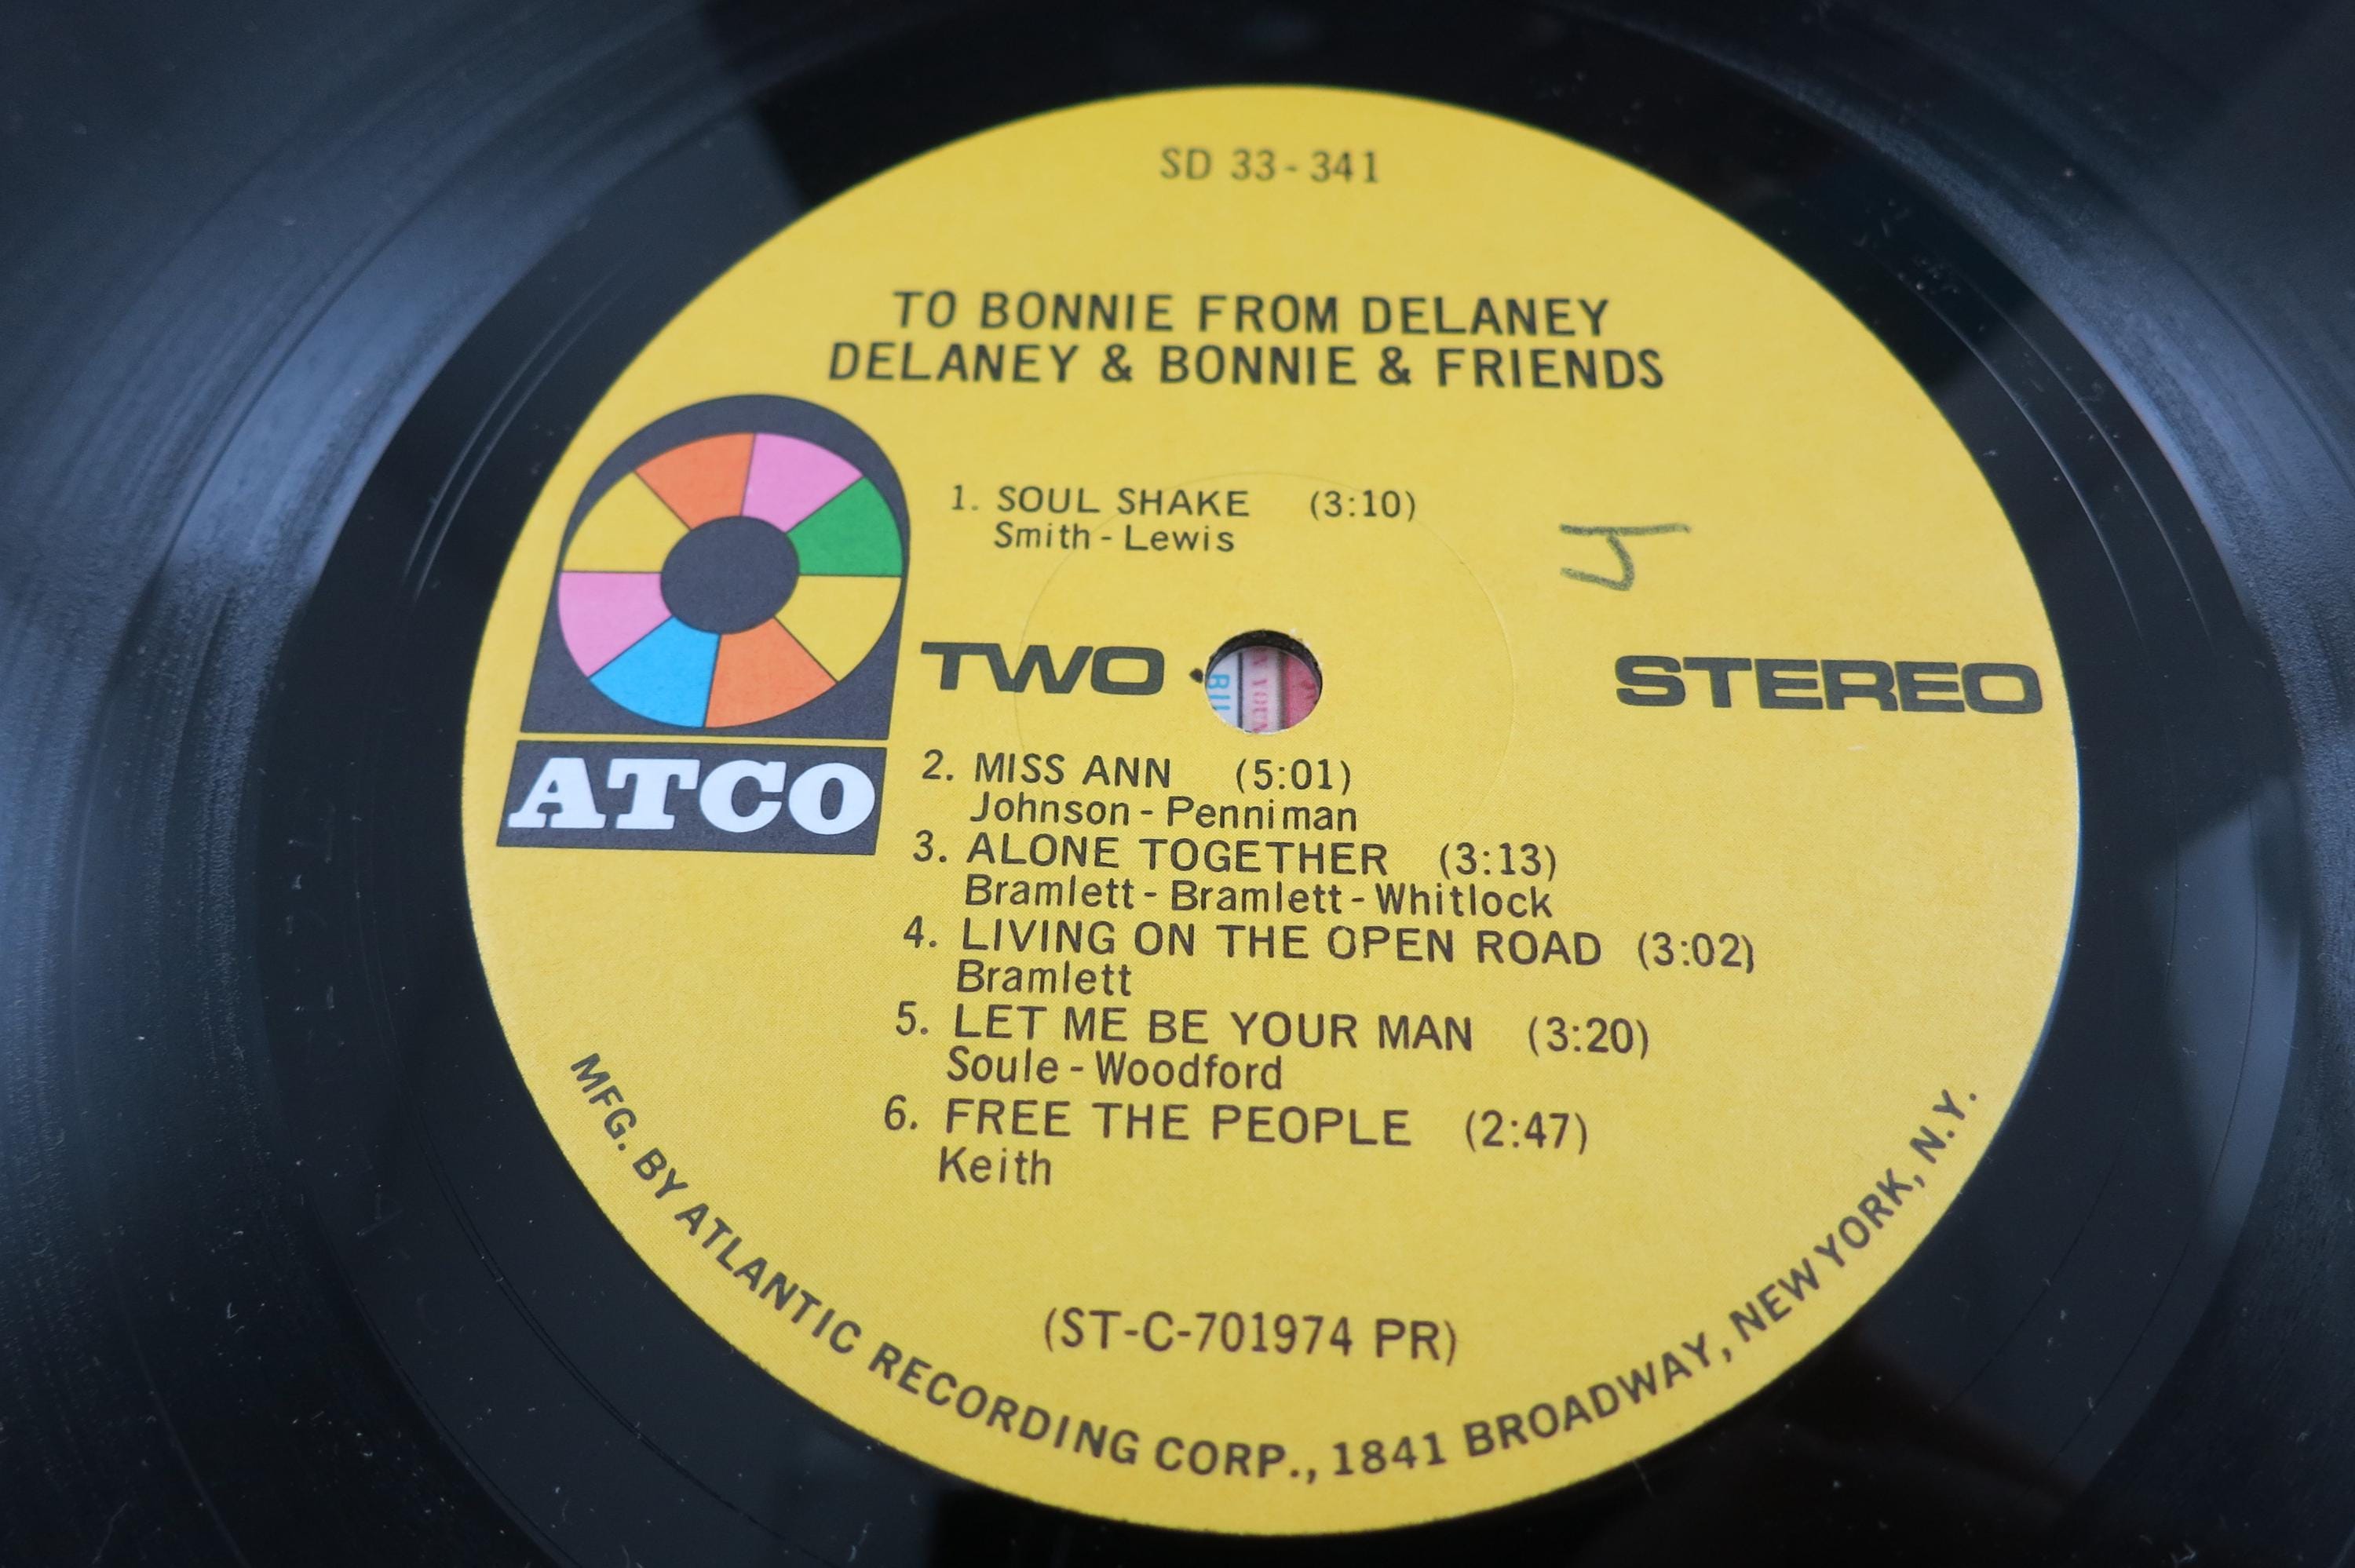 SD 33-341
TO BONNIE FROM DELANEY
DELANEY & BONNIE & FRIENDS
1. SOUL SHAKE (3:10)
Smith - Lewis
J
TWO
STEREO
ATCO
2. MISS ANN (5:01)
Johnson - Penniman
3. ALONE TOGETHER (3:13)
Bramlett - Bramlett - Whitlock
4. LIVING ON THE OPEN ROAD (3:02)
Bramlett
5. LET ME BE YOUR MAN (3:20)
Soule - Woodford
6. FREE THE PEOPLE (2:47)
Keith
(ST-C-701974 PR)
MFG. BY ATLANTIC RECORDING CORP., 1841 BROADWAY, NEW YORK, N.Y.